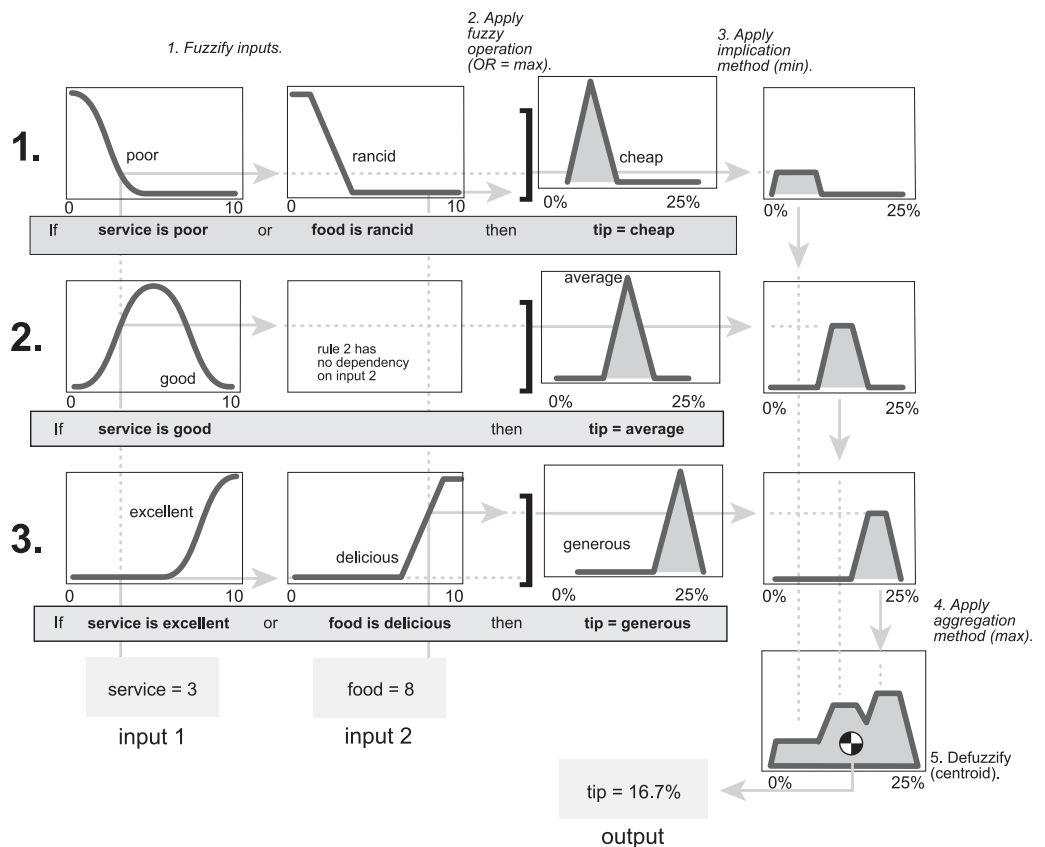 1. Fuzzify inputs.
2. Apply
fuzzy
operation
(OR = max).
3. Apply
implication
method (min).
1.
poor
0 10
rancid
0 10
cheap
0% 25%
0% 25%
If service is poor or food is rancid then tip = cheap
2.
good
0 10
rule 2 has
no dependency
on input 2
average
0% 25%
0% 25%
If service is good then tip = average
3.
excellent
0 10
delicious
0 10
generous
0% 25%
0% 25%
If service is excellent or food is delicious then tip = generous
4. Apply
aggregation
method (max).
service = 3
input 1
food = 8
input 2
0% 25%
5. Defuzzify
(centroid).
tip = 16.7%
output